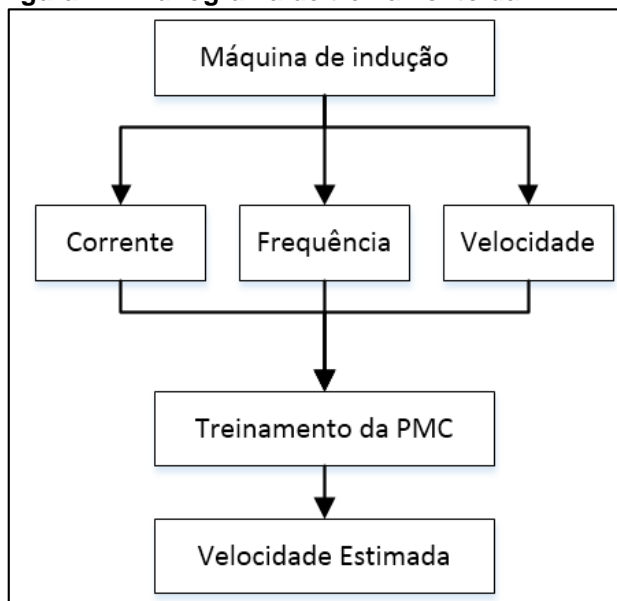 Máquina de indução
Corrente
Frequência
Velocidade
Treinamento da PMC
Velocidade Estimada